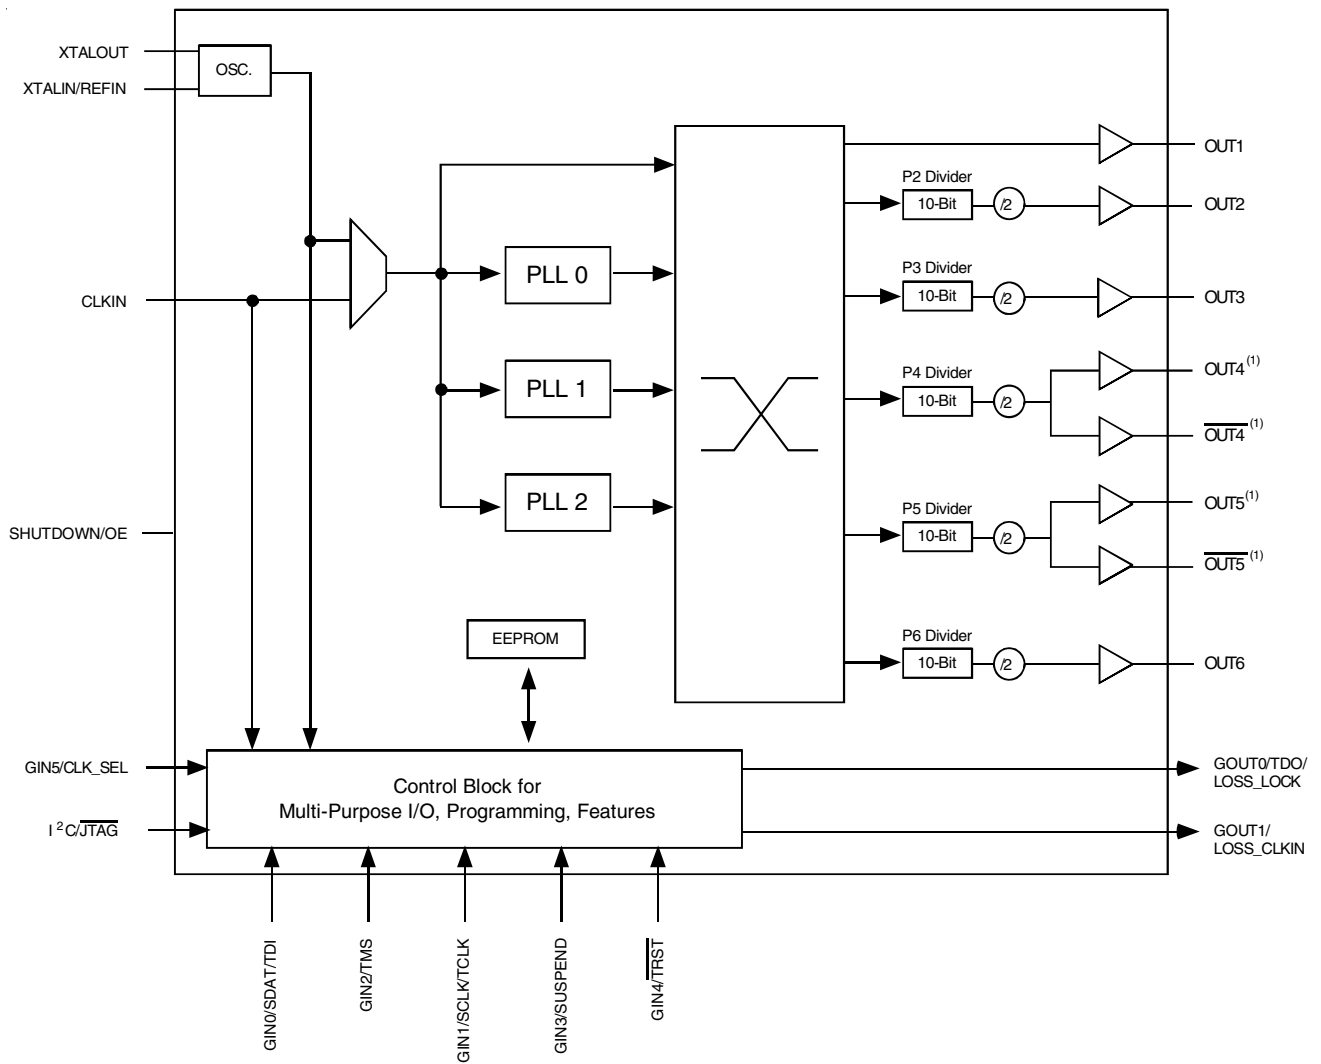 XTALOUT
XTALIN/REFIN
OSC.
CLKIN
SHUTDOWN/OE
PLL 0
PLL 1
PLL 2
EEPROM
P2 Divider
10-Bit
/2
P3 Divider
10-Bit
/2
P4 Divider
10-Bit
/2
P5 Divider
10-Bit
/2
P6 Divider
10-Bit
/2
OUT1
OUT2
OUT3
OUT4(1)
OUT4(1)
OUT5(1)
OUT5(1)
OUT6
GIN5/CLK_SEL
I2C/JTAG
Control Block for
Multi-Purpose I/O, Programming, Features
GOUT0/TDO/
LOSS_LOCK
GOUT1/
LOSS_CLKIN
GIN0/SDAT/TDI
GIN2/TMS
GIN1/SCLK/TCLK
GIN3/SUSPEND
GIN4/TRST